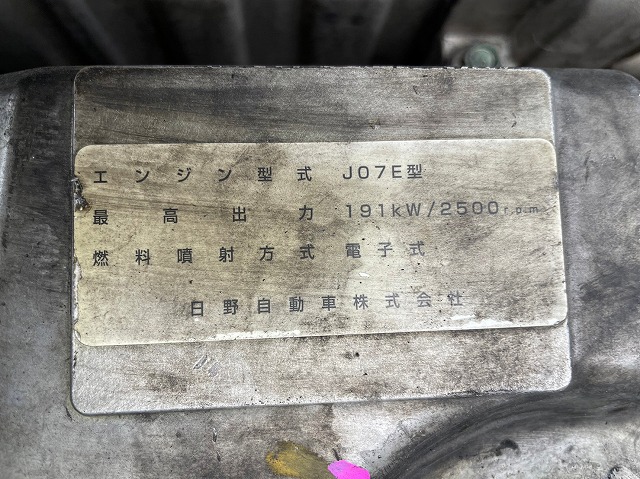 エンジン型式 J07E型
最高出力 191kW/2500r.p.m
燃料噴射方式 電子式
日野自動車株式会社